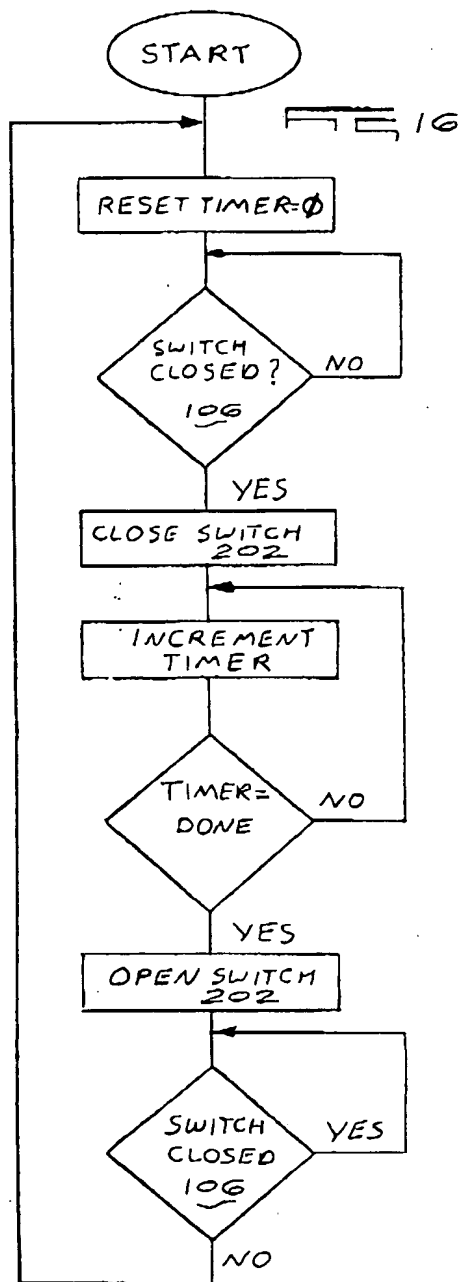 START
FIG 16
RESET TIMER=Ø
SWITCH
CLOSED?
106
NO
YES
CLOSE SWITCH
202
INCREMENT
TIMER
TIMER=
DONE
NO
YES
OPEN SWITCH
202
SWITCH
CLOSED
106
YES
NO